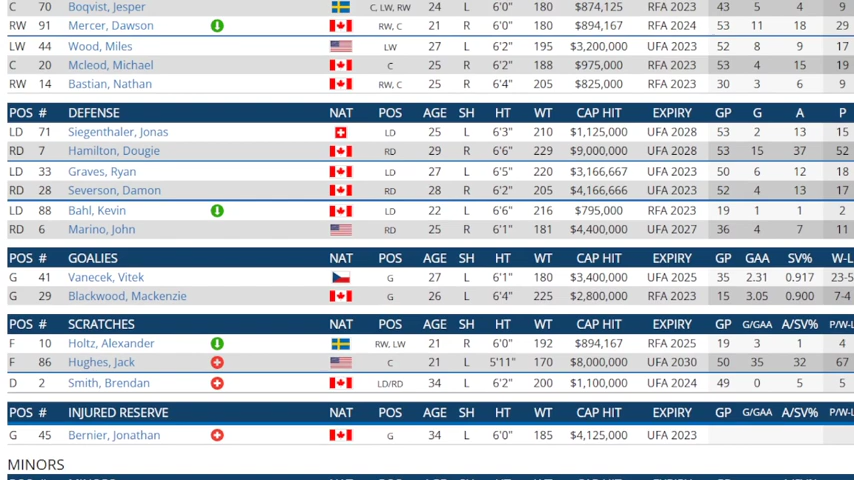 C 70 Boqvist, Jesper C, LW, RW 24 L 6'0" 180 $874,125 RFA 2023 43 5 4 9
RW 91 Mercer, Dawson RW, C 21 R 6'0" 180 $894,167 RFA 2024 53 11 18 29
LW 44 Wood, Miles LW 27 L 6'2" 195 $3,200,000 UFA 2023 52 8 9 17
C 20 Mcleod, Michael C 25 R 6'2" 188 $975,000 RFA 2023 53 4 15 19
RW 14 Bastian, Nathan RW, C 25 R 6'4" 205 $825,000 RFA 2023 30 3 6 9
POS # DEFENSE NAT POS AGE SH HT WT CAP HIT EXPIRY GP G A P
LD 71 Siegenthaler, Jonas LD 25 L 6'3" 210 $1,125,000 UFA 2028 53 2 13 15
RD 7 Hamilton, Dougie RD 29 R 6'6" 229 $9,000,000 UFA 2028 53 15 37 52
LD 33 Graves, Ryan LD 27 L 6'5" 220 $3,166,667 UFA 2023 50 6 12 18
RD 28 Severson, Damon RD 28 R 6'2" 205 $4,166,666 UFA 2023 52 4 13 17
LD 88 Bahl, Kevin LD 22 L 6'6" 216 $795,000 RFA 2023 19 1 1 2
RD 6 Marino, John RD 25 R 6'1" 181 $4,400,000 UFA 2027 36 4 7 11
POS # GOALIES NAT POS AGE SH HT WT CAP HIT EXPIRY GP GAA SV% W-L
G 41 Vanecek, Vitek G 27 L 6'1" 180 $3,400,000 UFA 2025 35 2.31 0.917 23-5
G 29 Blackwood, Mackenzie G 26 L 6'4" 225 $2,800,000 RFA 2023 15 3.05 0.900 7-4
POS # SCRATCHES NAT POS AGE SH HT WT CAP HIT EXPIRY GP G/GAA A/SV% P/W-L
F 10 Holtz, Alexander RW, LW 21 R 6'0" 192 $894,167 RFA 2025 19 3 1 4
F 86 Hughes, Jack C 21 L 5'11" 170 $8,000,000 UFA 2030 50 35 32 67
D 2 Smith, Brendan LD/RD 34 L 6'2" 200 $1,100,000 UFA 2024 49 0 5 5
POS # INJURED RESERVE NAT POS AGE SH HT WT CAP HIT EXPIRY GP G/GAA A/SV% P/W-L
G 45 Bernier, Jonathan G 34 L 6'0" 185 $4,125,000 UFA 2023
MINORS